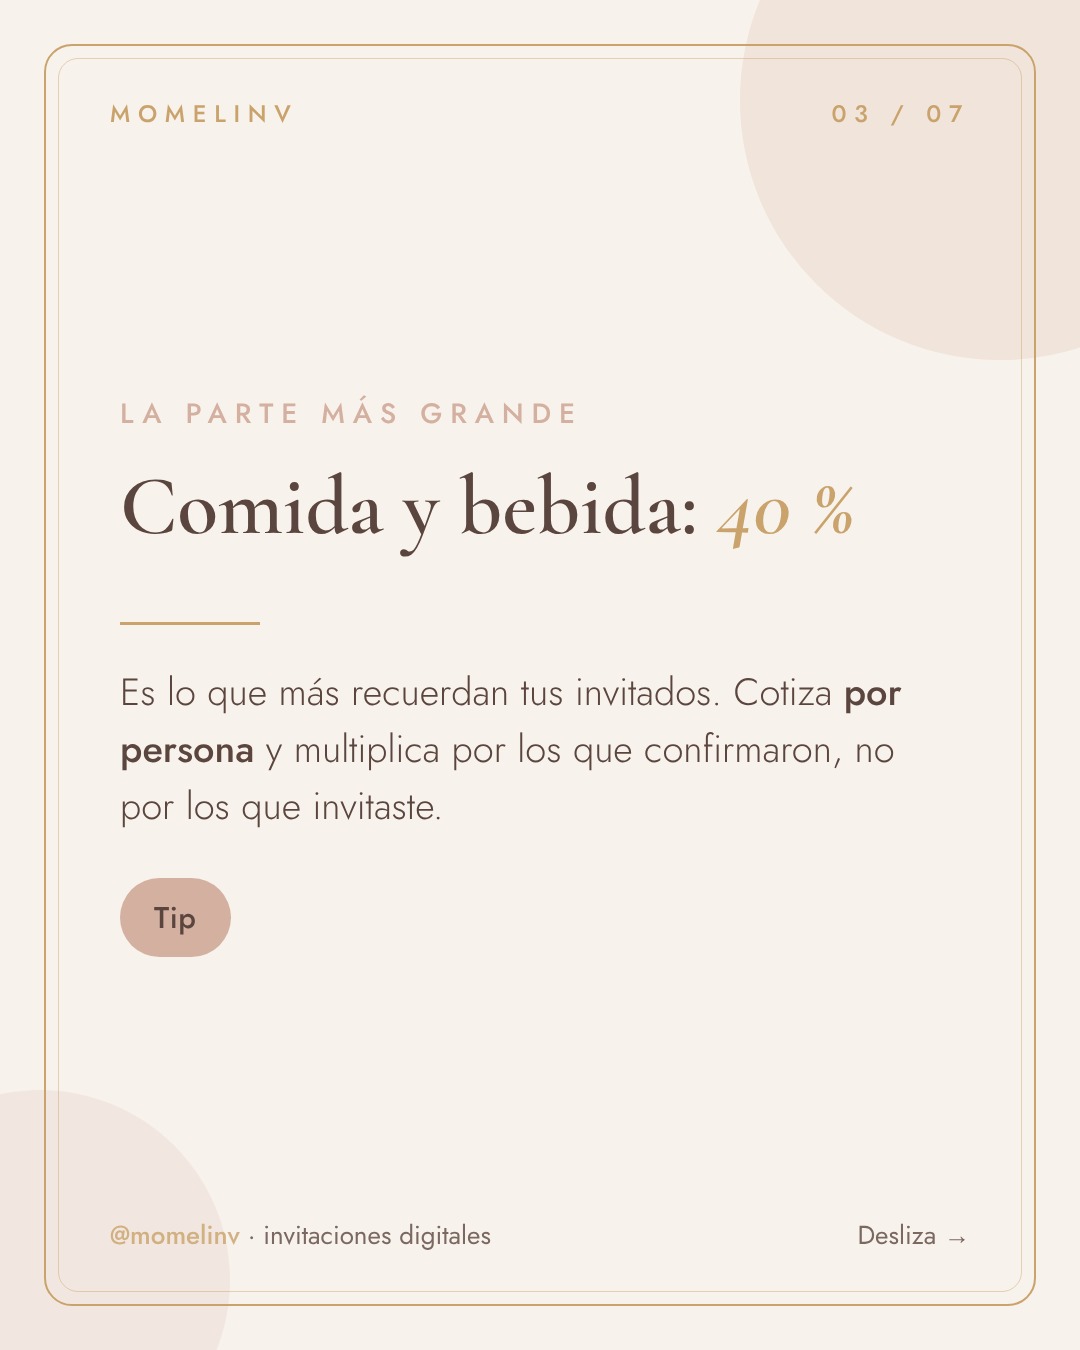 MOMELINV
03 / 07
LA PARTE MÁS GRANDE
Comida y bebida: 40 %
Es lo que más recuerdan tus invitados. Cotiza por
persona y multiplica por los que confirmaron, no
por los que invitaste.
Tip
@momelinv · invitaciones digitales
Desliza →